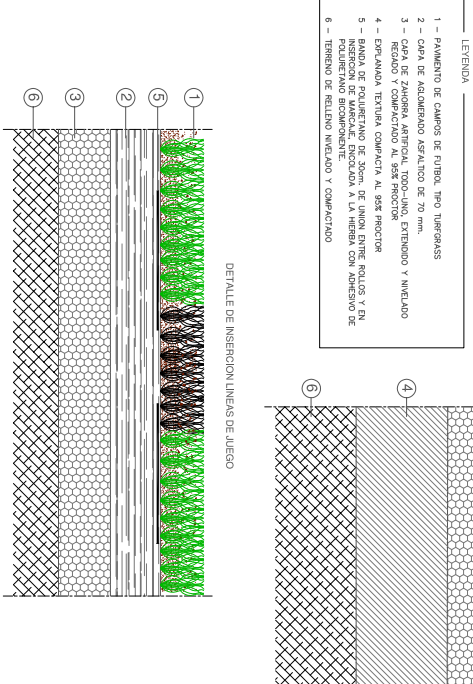 LEYENDA
1 - PAVIMENTO DE CAMPOS DE FUTBOL TIPO TURFGRASS
2 - CAPA DE AGLOMERADO ASFALTICO DE 70 mm.
3 - CAPA DE ZAHORRA ARTIFICIAL TODO-UNO, EXTENDIDO Y NIVELADO
REGADO Y COMPACTADO AL 95% PROCTOR
4 - EXPLANADA TEXTURA COMPACTA AL 95% PROCTOR
5 - BANDA DE POLIURETANO DE 30cm. DE UNION ENTRE ROLLOS Y EN
INSERCION DE MARCAJE, ENCOLADA A LA HIERBA CON ADHESIVO DE
POLIURETANO BICOMPONENTE.
6 - TERRENO DE RELLENO NIVELADO Y COMPACTADO
4
6
DETALLE DE INSERCION LINEAS DE JUEGO
1
5
2
3
6